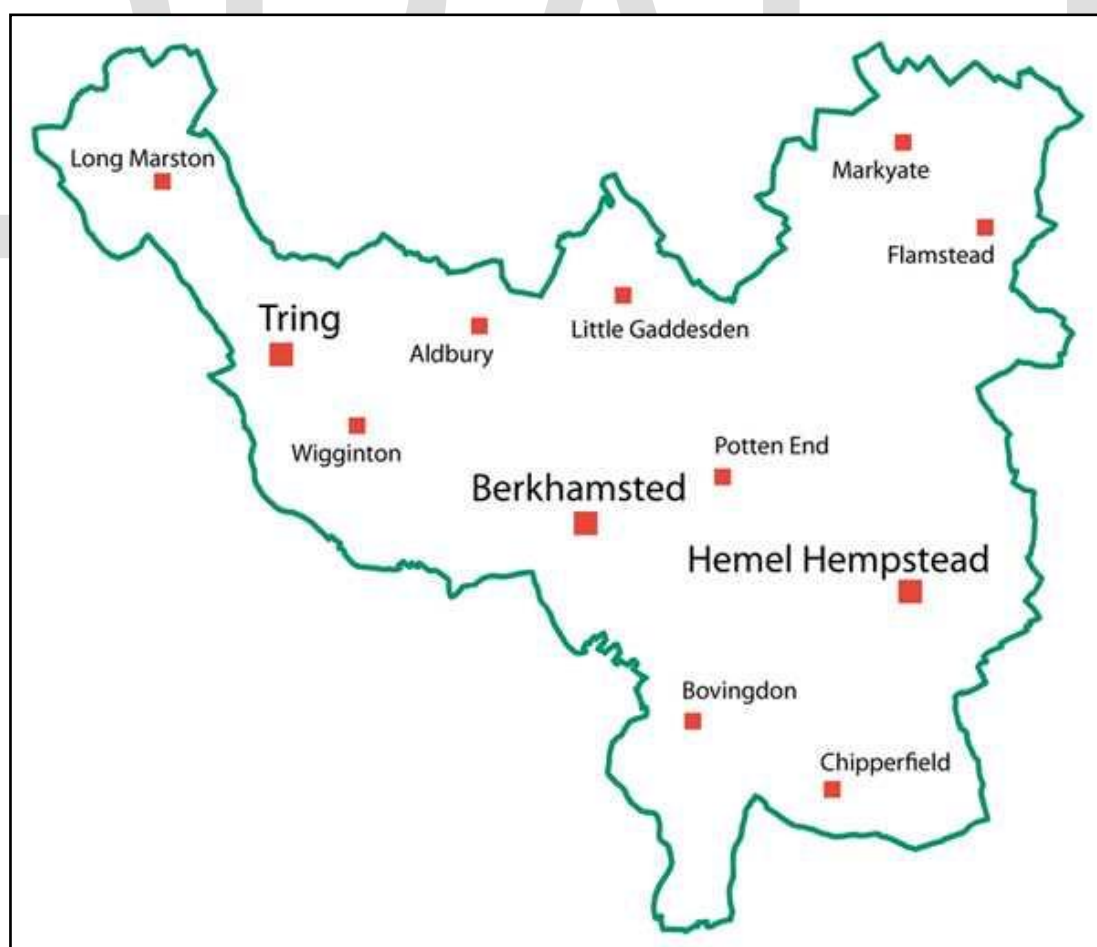 Long Marston
Markyate
Flamstead
Tring
Little Gaddesden
Aldbury
Wigginton
Potten End
Berkhamsted
Hemel Hempstead
Bovingdon
Chipperfield